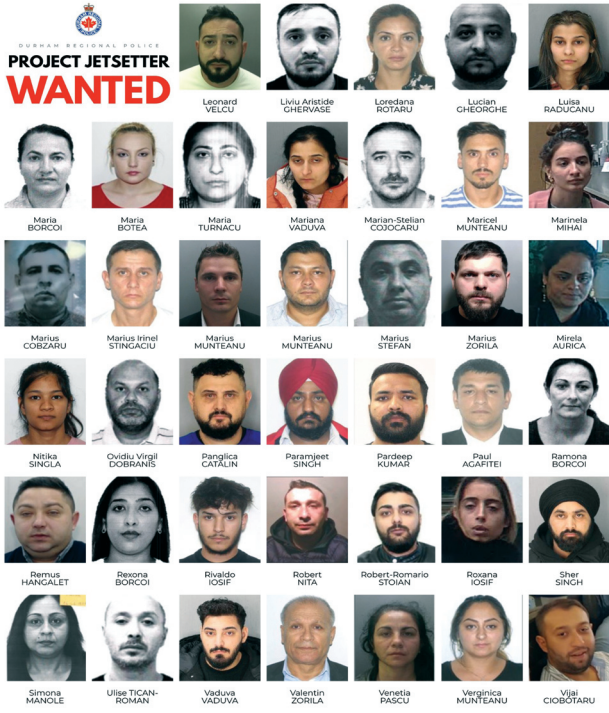 DURHAM REGIONAL POLICE
PROJECT JETSETTER
WANTED
Leonard
VELCU
Liviu Aristide
GHERVASE
Loredana
ROTARU
Lucian
GHEORGHE
Luisa
RADUCANU
Maria
BORCOI
Maria
BOTEA
Maria
TURNACU
Mariana
VADUVA
Marian-Stelian
COJOCARU
Maricel
MUNTEANU
Marinela
MIHAI
Marius
COBZARU
Marius Irinel
STINGACIU
Marius
MUNTEANU
Marius
MUNTEANU
Marius
STEFAN
Marius
ZORILA
Mirela
AURICA
Nitika
SINGLA
Ovidiu Virgil
DOBRANIS
Panglica
CATALIN
Paramjeet
SINGH
Pardeep
KUMAR
Paul
AGAFITEI
Ramona
BORCOI
Remus
HANGALET
Rexona
BORCOI
Rivaldo
IOSIF
Robert
NITA
Robert-Romario
STOIAN
Roxana
IOSIF
Sher
SINGH
Simona
MANOLE
Ulise TICAN-
ROMAN
Vaduva
VADUVA
Valentin
ZORILA
Venetia
PASCU
Verginica
MUNTEANU
Vijai
CIOBOTARU